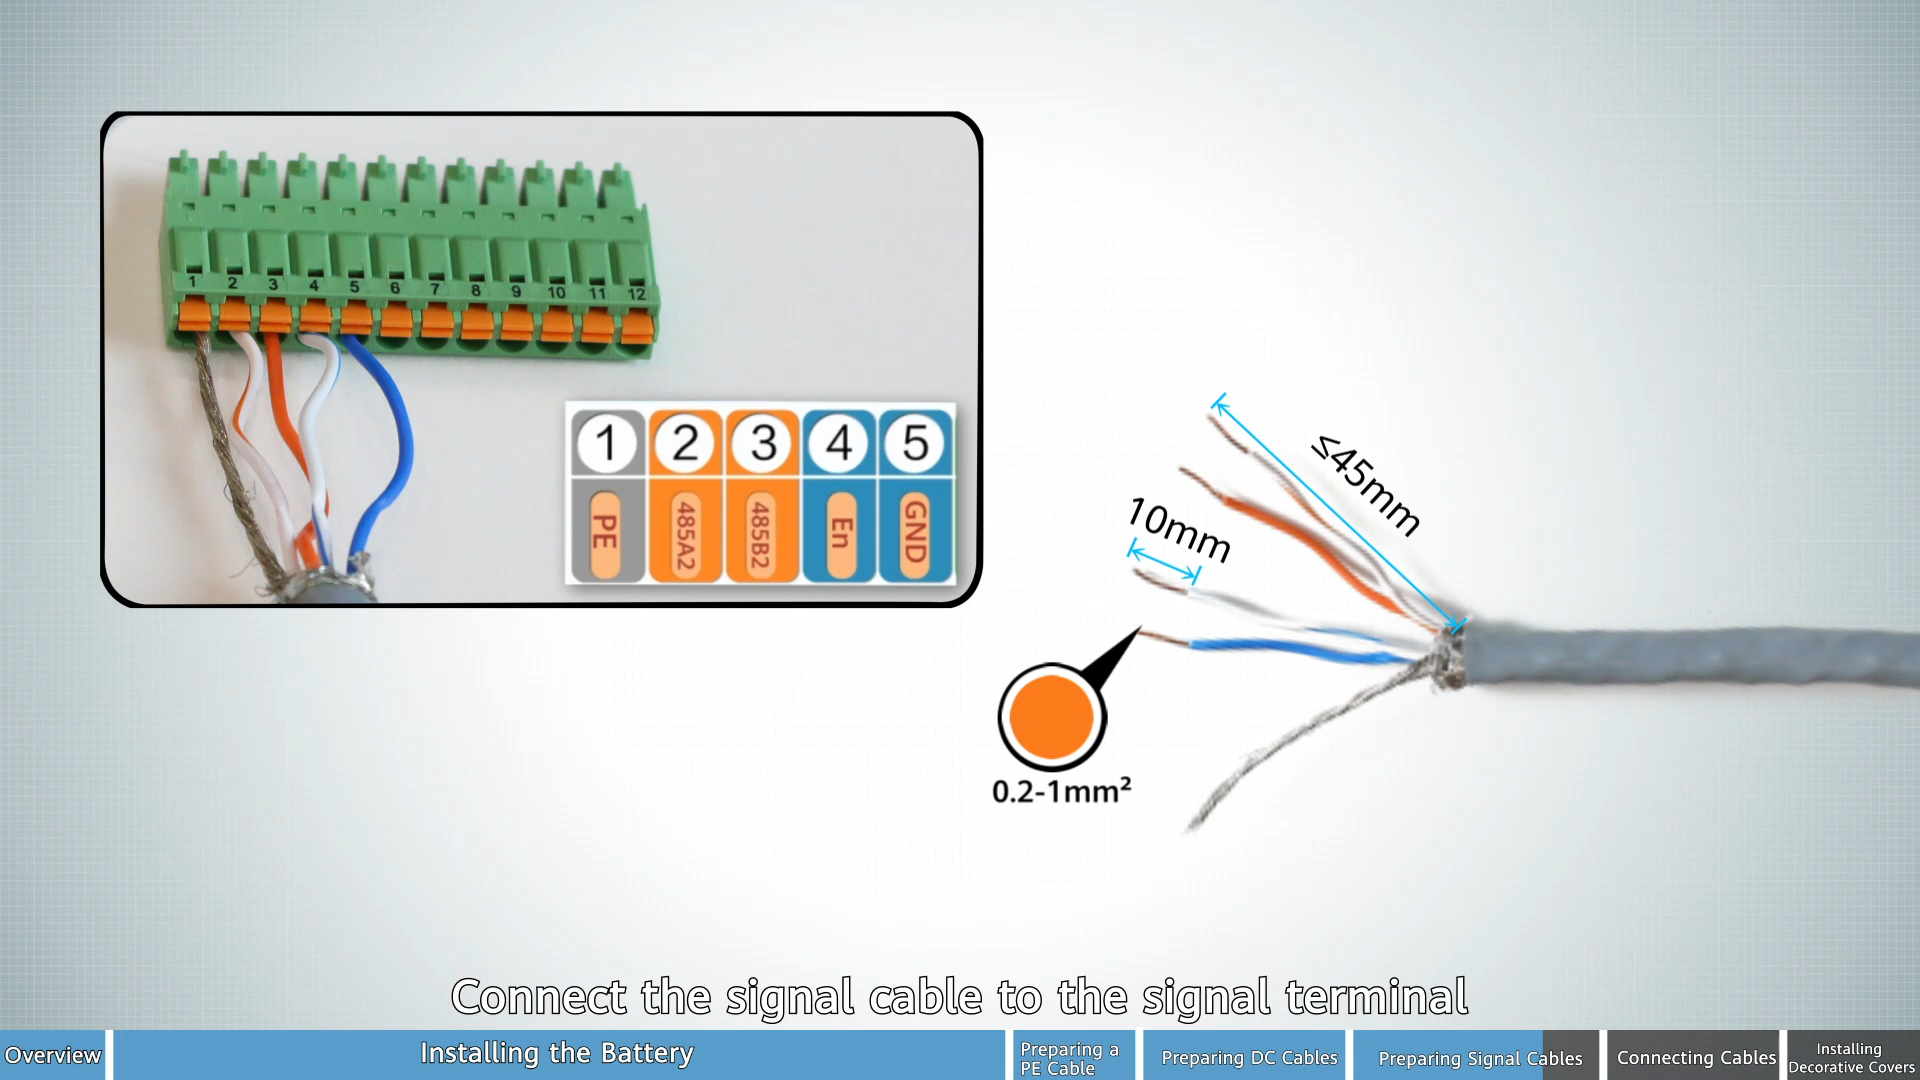 1 2 3 4 5 6 7 8 9 10 11 12
1 2 3 4 5
PE 485A2 485B2 En GND
≤45mm
10mm
0.2-1mm²
Connect the signal cable to the signal terminal
Overview
Installing the Battery
Preparing a
PE Cable
Preparing DC Cables
Preparing Signal Cables
Connecting Cables
Installing
Decorative Covers